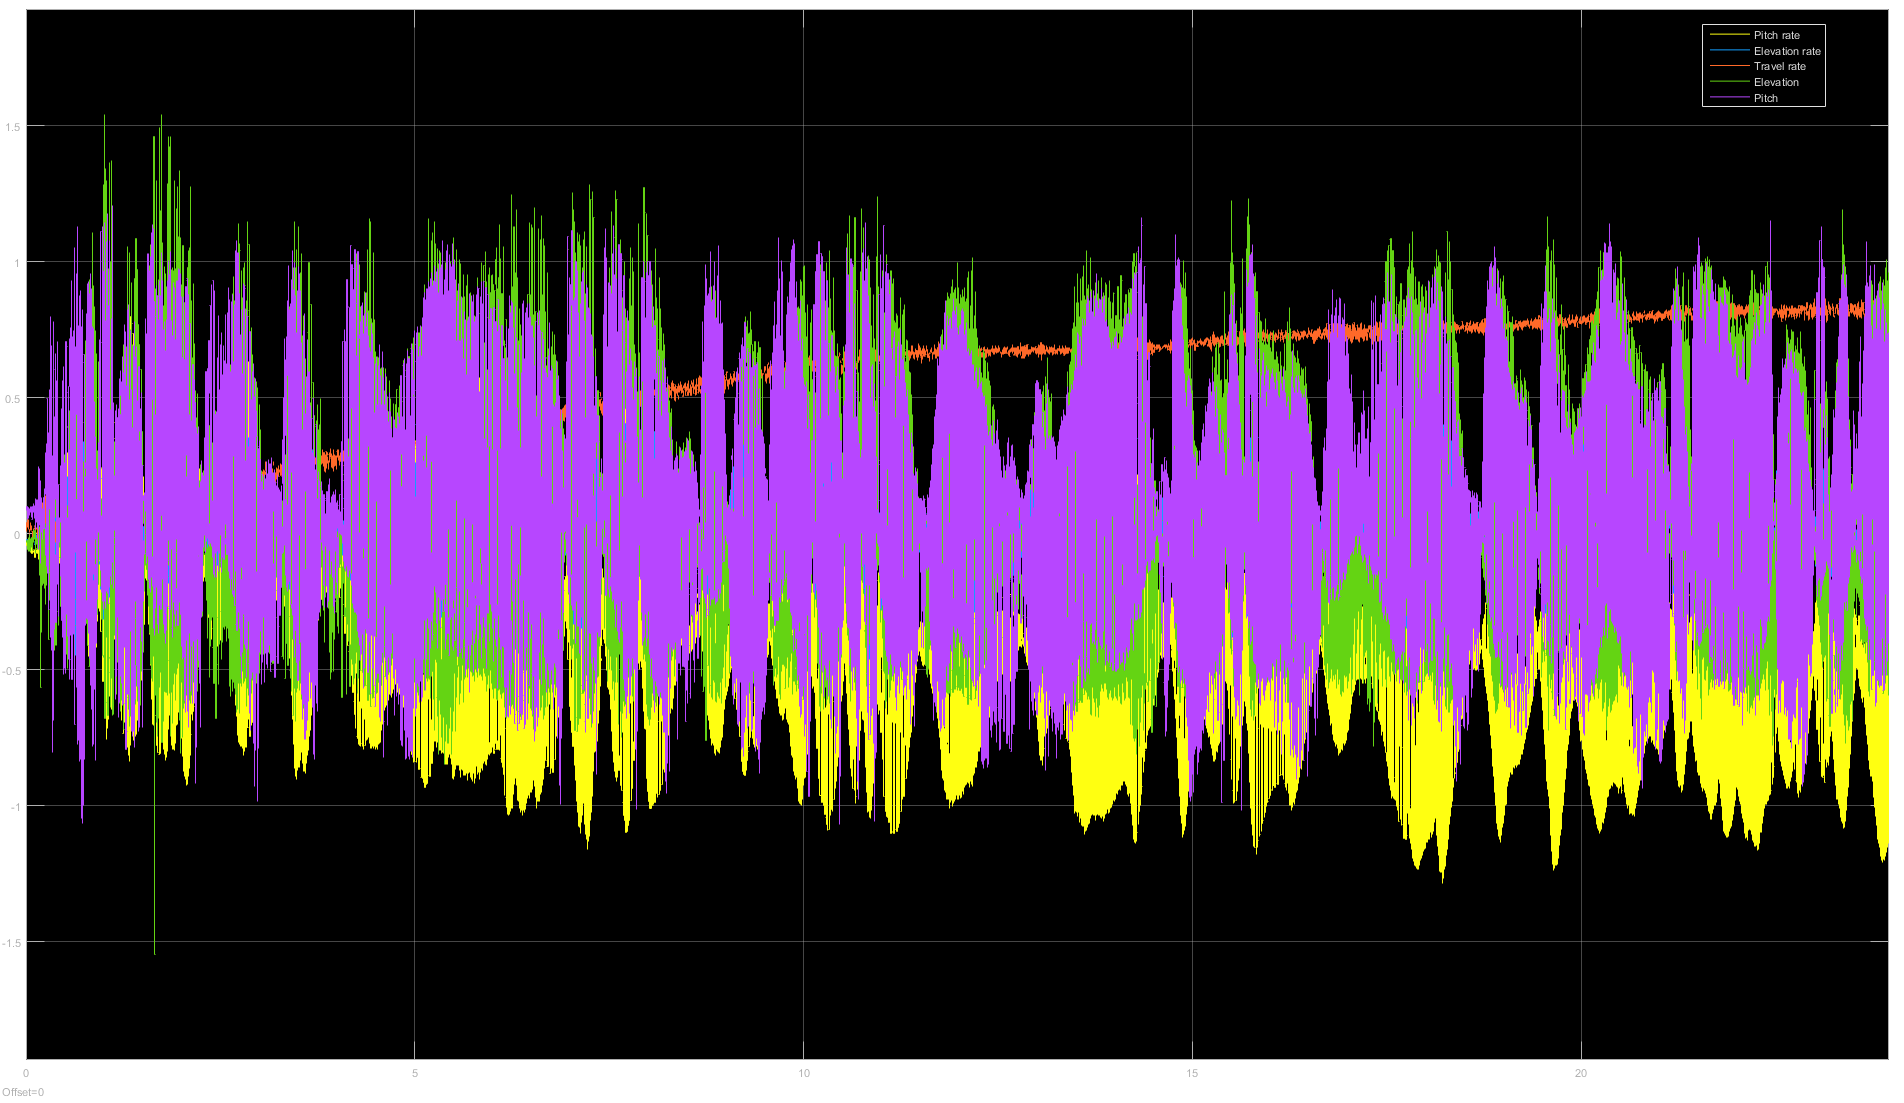 Pitch rate
Elevation rate
Travel rate
Elevation
Pitch
1.5
1
0.5
0
-0.5
-1
-1.5
0 5 10 15 20
Offset=0